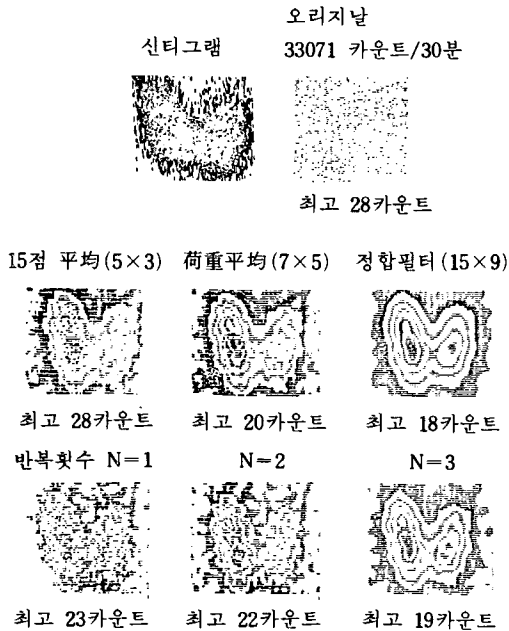 오리지날
신티그램 33071 카운트/30분
최고 28카운트
15점 平均(5×3) 荷重平均(7×5) 정합필터(15×9)
최고 28카운트 최고 20카운트 최고 18카운트
반복횟수 N=1 N=2 N=3
최고 23카운트 최고 22카운트 최고 19카운트